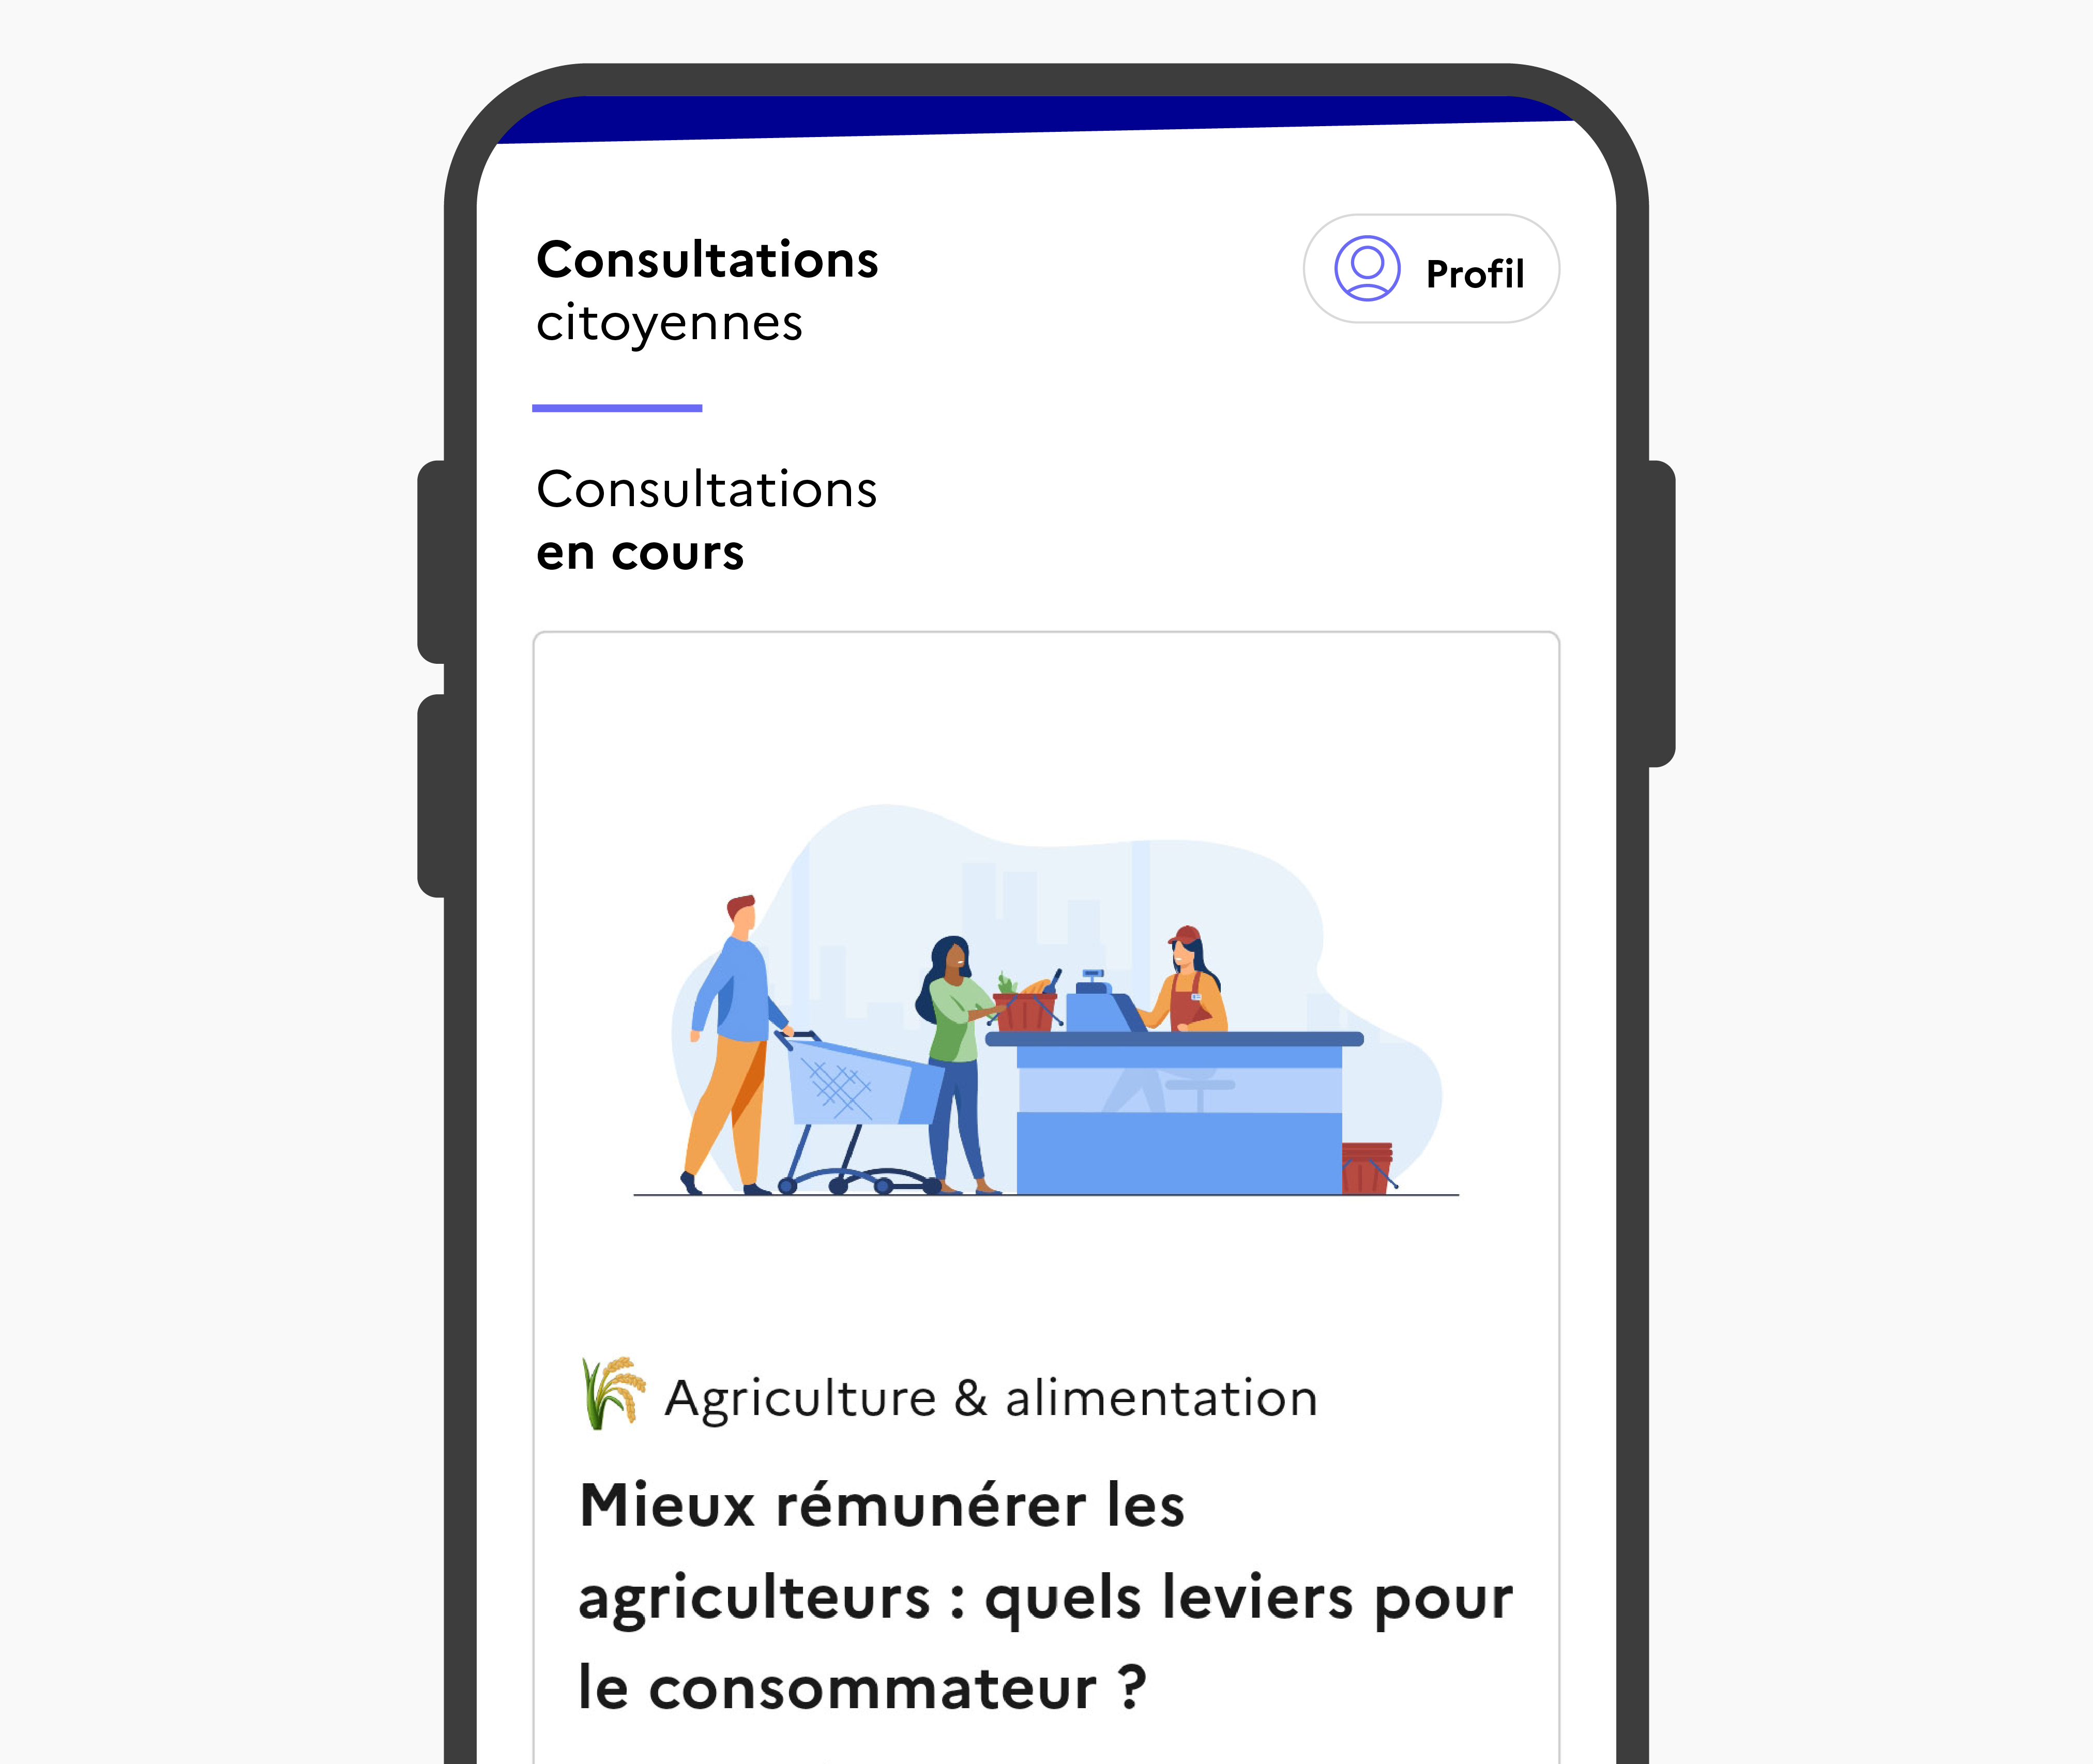 Consultations
citoyennes
Profil
Consultations
en cours
Agriculture & alimentation
Mieux rémunérer les
agriculteurs : quels leviers pour
le consommateur ?